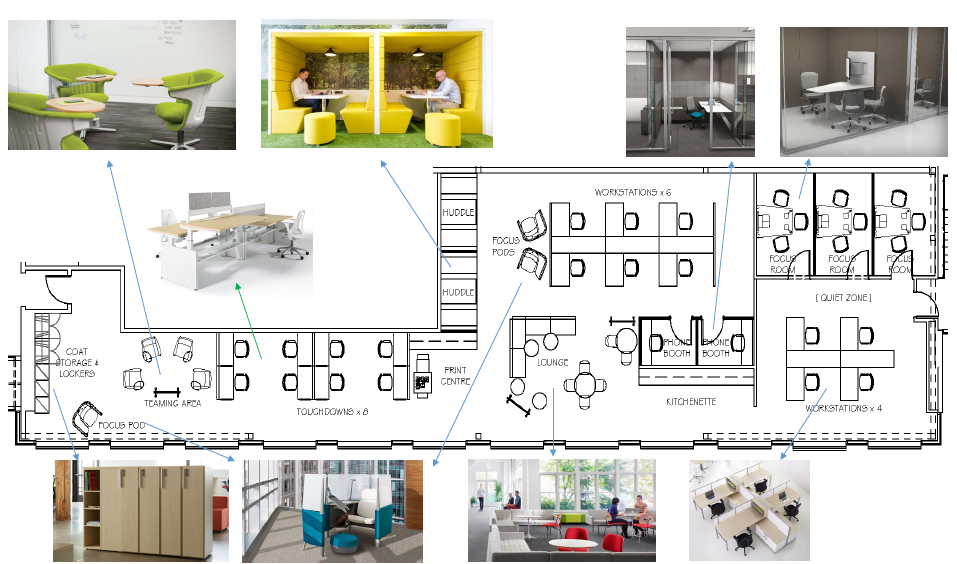 WORKSTATIONS x 6
HUDDLE
FOCUS
PODS
FOCUS
ROOM
FOCUS
ROOM
FOCUS
ROOM
HUDDLE
[ QUIET ZONE ]
COAT
STORAGE &
LOCKERS
PHONE
BOOTH
PHONE
BOOTH
LOUNGE
PRINT
CENTRE
TEAMING AREA
TOUCHDOWNS x 8
KITCHENETTE
WORKSTATIONS x 4
FOCUS POD